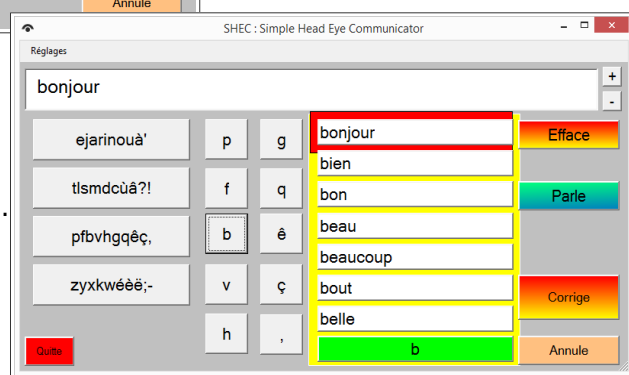 Annule
SHEC : Simple Head Eye Communicator
Réglages
bonjour
+
-
ejarinouà'
tlsmdcùâ?!
pfbvhgqêç,
zyxkwéèë;-
p
g
f
q
b
ê
v
ç
h
,
bonjour
bien
bon
beau
beaucoup
bout
belle
b
Efface
Parle
Corrige
Annule
Quitte
.